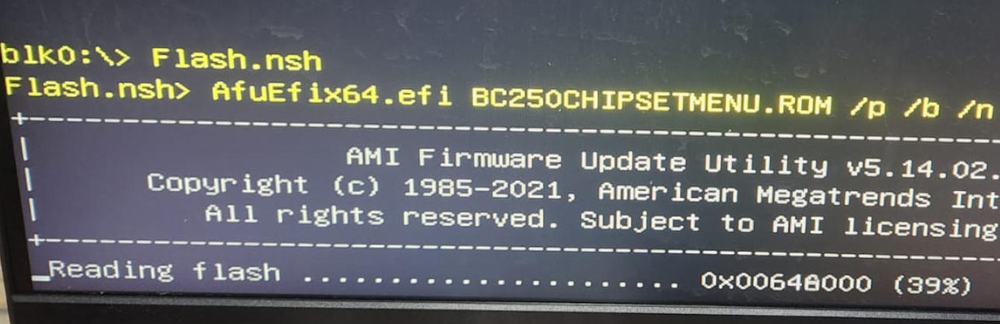 blk0:\> Flash.nsh
Flash.nsh> AfuEfix64.efi BC250CHIPSETMENU.ROM /p /b /n
+------------------------------------------------------------
| AMI Firmware Update Utility v5.14.02.
| Copyright (c) 1985-2021, American Megatrends Int
| All rights reserved. Subject to AMI licensing
+------------------------------------------------------------
_Reading flash ...................... 0x0064A000 (39%)